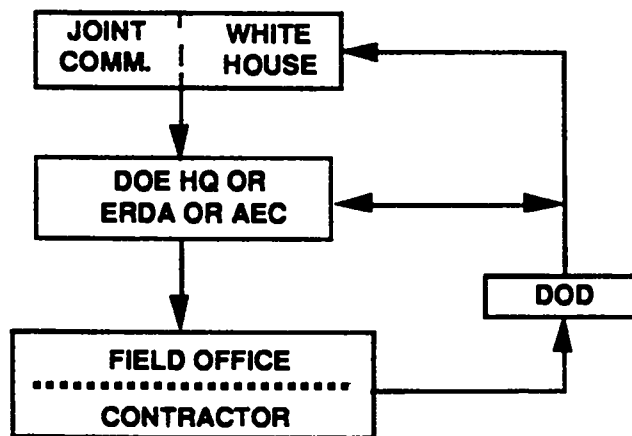 JOINT
COMM.
WHITE
HOUSE
DOE HQ OR
ERDA OR AEC
DOD
FIELD OFFICE
CONTRACTOR